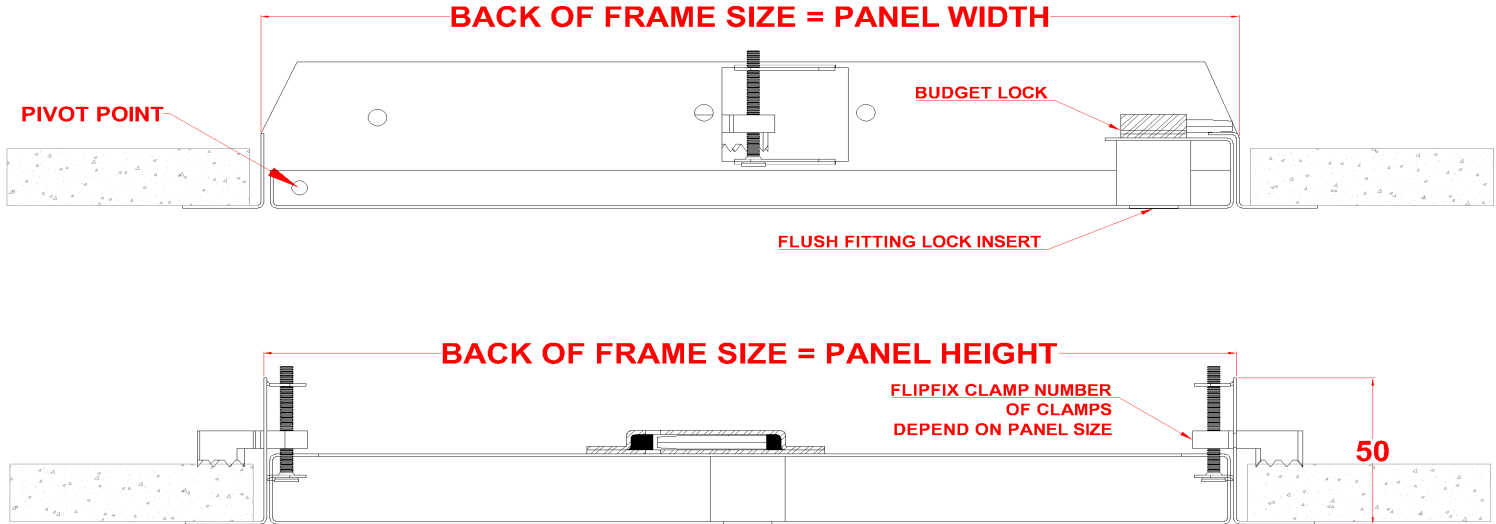 BACK OF FRAME SIZE = PANEL WIDTH
PIVOT POINT
BUDGET LOCK
FLUSH FITTING LOCK INSERT
BACK OF FRAME SIZE = PANEL HEIGHT
FLIPFIX CLAMP NUMBER
OF CLAMPS
DEPEND ON PANEL SIZE
50